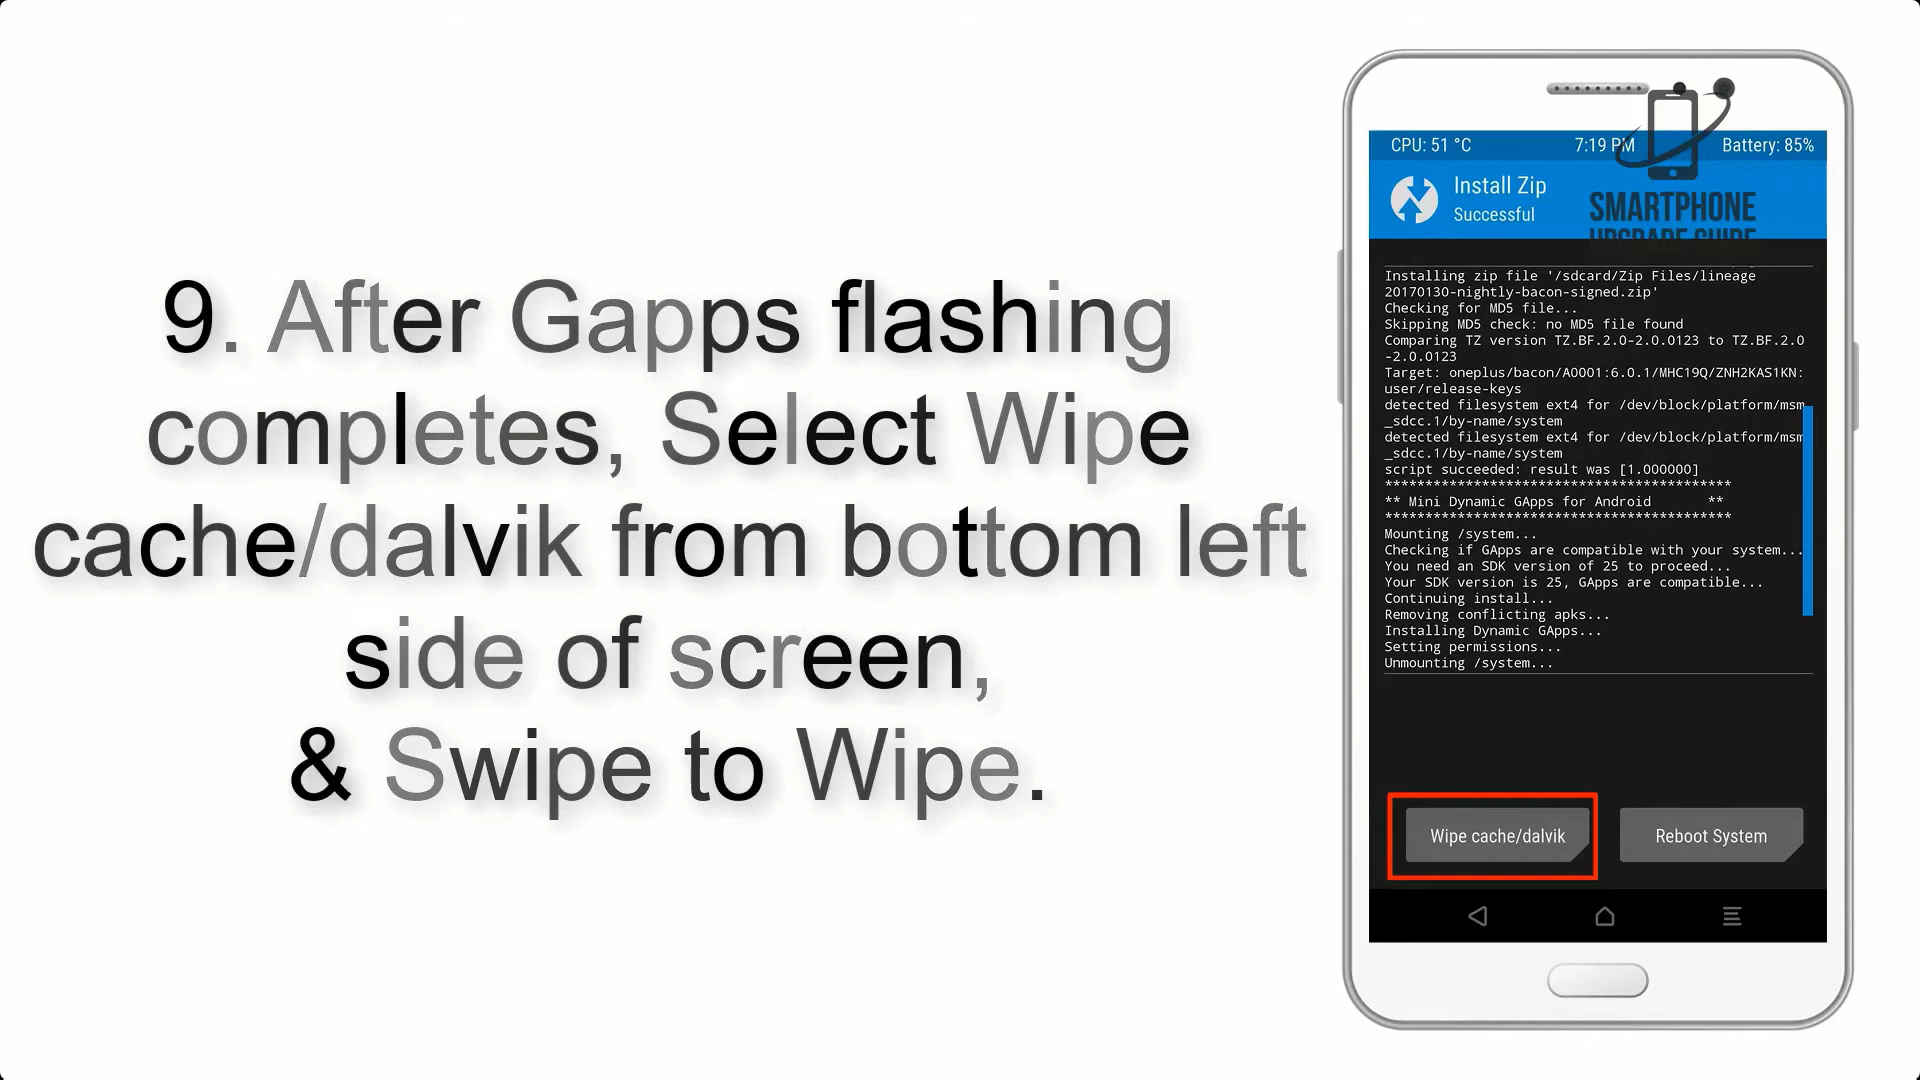 9. After Gapps flashing
completes, Select Wipe
cache/dalvik from bottom left
side of screen,
& Swipe to Wipe.
CPU: 51 °C 7:19 PM Battery: 85%
Install Zip
Successful
SMARTPHONE
UPGRADE GUIDE
Installing zip file '/sdcard/Zip Files/lineage
20170130-nightly-bacon-signed.zip'
Checking for MD5 file...
Skipping MD5 check: no MD5 file found
Comparing TZ version TZ.BF.2.0-2.0.0123 to TZ.BF.2.0
-2.0.0123
Target: oneplus/bacon/A0001:6.0.1/MHC19Q/ZNH2KAS1KN:
user/release-keys
detected filesystem ext4 for /dev/block/platform/msm
_sdcc.1/by-name/system
detected filesystem ext4 for /dev/block/platform/msm
_sdcc.1/by-name/system
script succeeded: result was [1.000000]
*******************************************
** Mini Dynamic GApps for Android **
*******************************************
Mounting /system...
Checking if GApps are compatible with your system...
You need an SDK version of 25 to proceed...
Your SDK version is 25, GApps are compatible...
Continuing install...
Removing conflicting apks...
Installing Dynamic GApps...
Setting permissions...
Unmounting /system...
Wipe cache/dalvik Reboot System